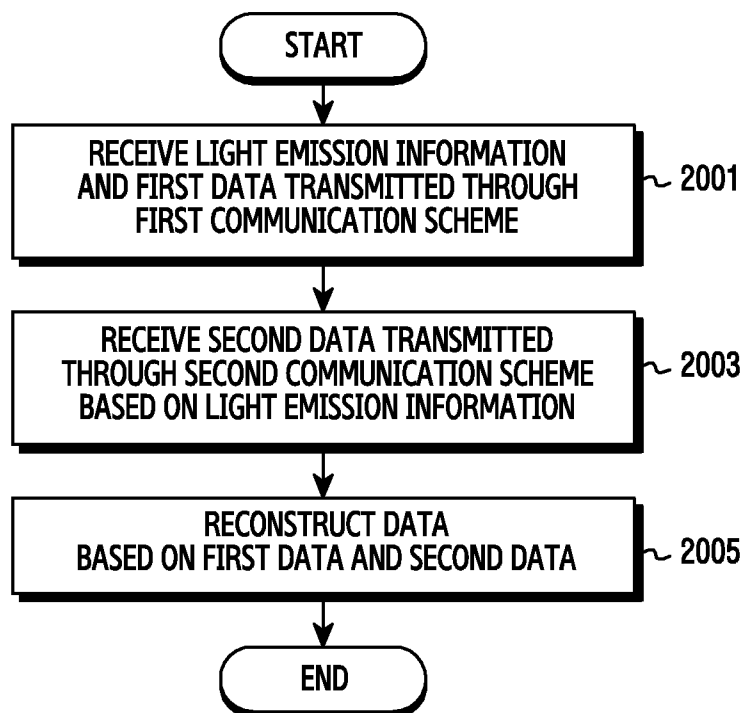 START
RECEIVE LIGHT EMISSION INFORMATION
AND FIRST DATA TRANSMITTED THROUGH
FIRST COMMUNICATION SCHEME
2001
RECEIVE SECOND DATA TRANSMITTED
THROUGH SECOND COMMUNICATION SCHEME
BASED ON LIGHT EMISSION INFORMATION
2003
RECONSTRUCT DATA
BASED ON FIRST DATA AND SECOND DATA
2005
END